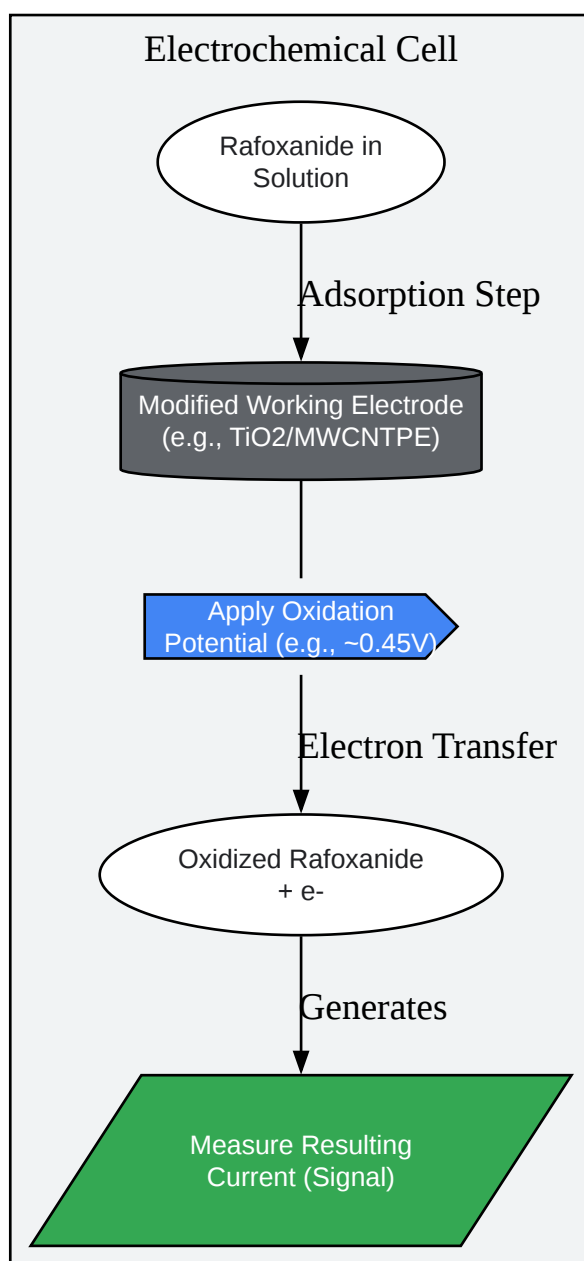 Electrochemical Cell
Rafoxanide in
Solution
Adsorption Step
Modified Working Electrode
(e.g., TiO2/MWCNTPE)
Apply Oxidation
Potential (e.g., ~0.45V)
Electron Transfer
Oxidized Rafoxanide
+ e-
Generates
Measure Resulting
Current (Signal)